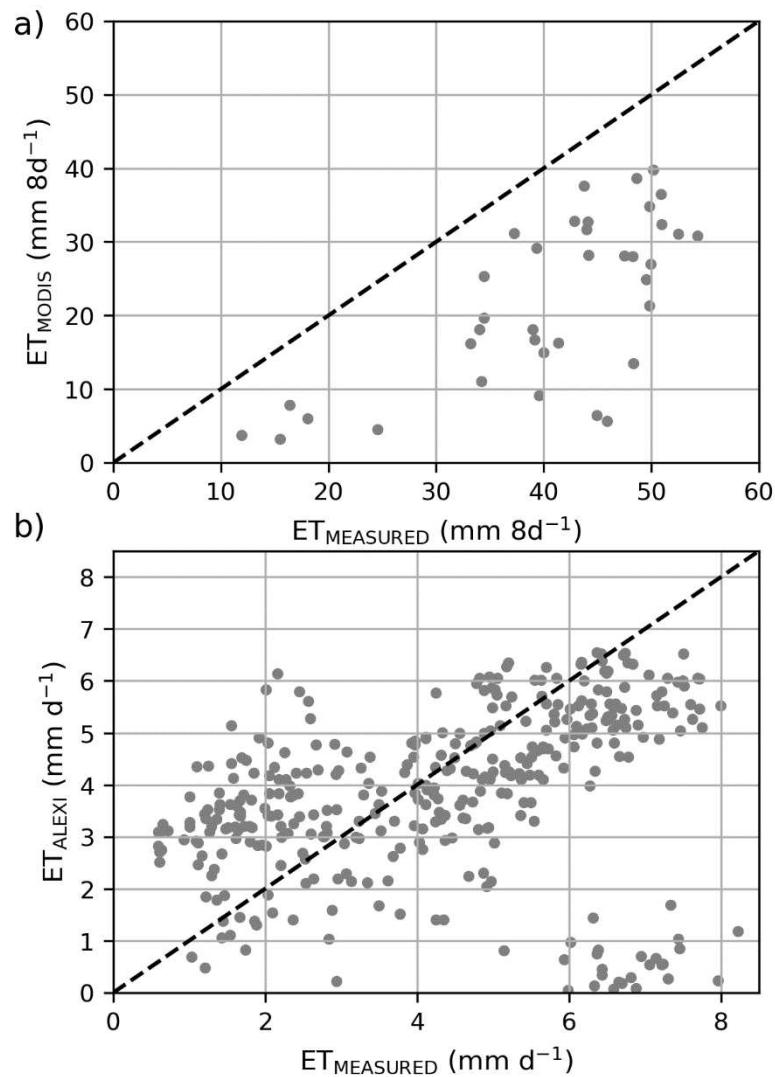 a)
60
50
40
30
20
10
0
ET_MODIS (mm 8d⁻¹)
0 10 20 30 40 50 60
ET_MEASURED (mm 8d⁻¹)
b)
8
7
6
5
4
3
2
1
0
ET_ALEXI (mm d⁻¹)
0 2 4 6 8
ET_MEASURED (mm d⁻¹)